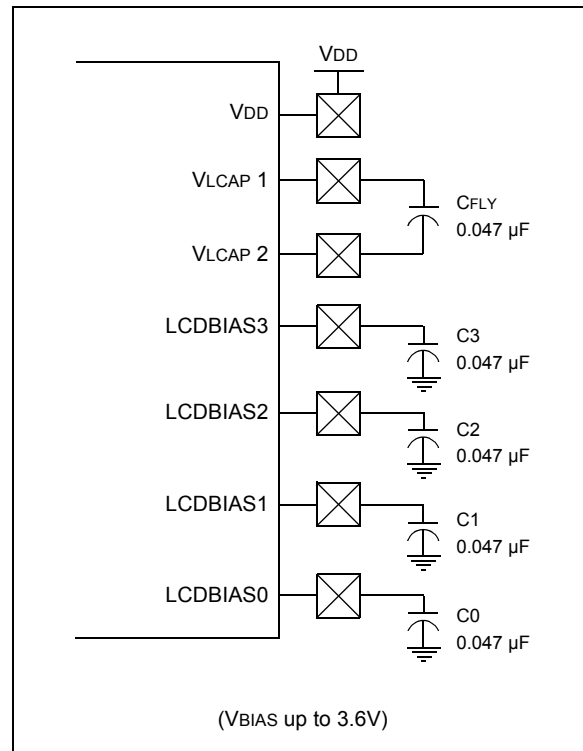 VDD
VDD
VLCAP 1
CFLY
0.047 µF
VLCAP 2
LCDBIAS3
C3
0.047 µF
LCDBIAS2
C2
0.047 µF
LCDBIAS1
C1
0.047 µF
LCDBIAS0
C0
0.047 µF
(VBIAS up to 3.6V)